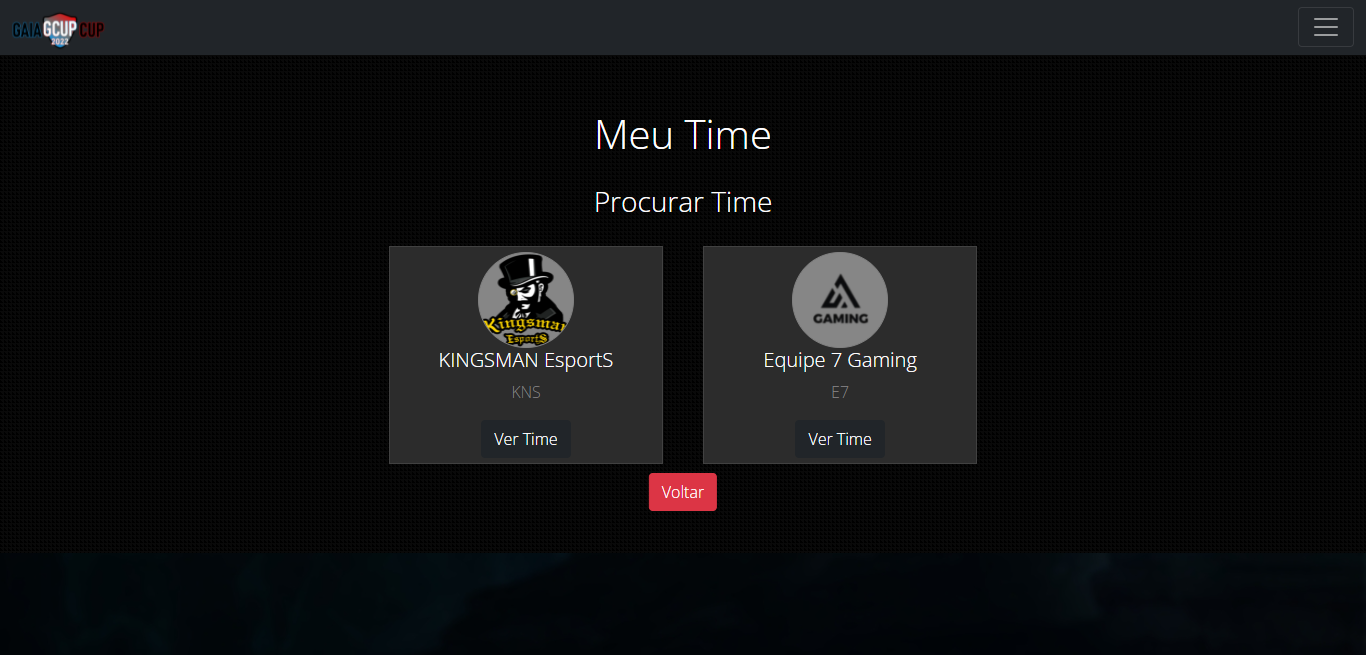 GAIA GCUP CUP
2022
Meu Time
Procurar Time
Kingsman
EsportS
GAMING
KINGSMAN EsportS
Equipe 7 Gaming
KNS
E7
Ver Time
Ver Time
Voltar